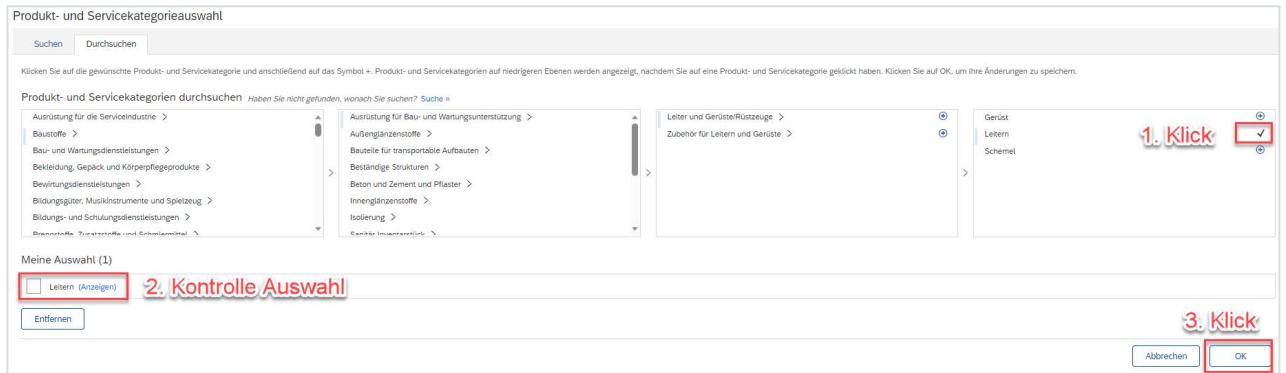 Produkt- und Servicekategorieauswahl
Suchen Durchsuchen
Klicken Sie auf die gewünschte Produkt- und Servicekategorie und anschließend auf das Symbol +. Produkt- und Servicekategorien auf niedrigeren Ebenen werden angezeigt, nachdem Sie auf eine Produkt- und Servicekategorie geklickt haben. Klicken Sie auf OK, um Ihre Änderungen zu speichern.
Produkt- und Servicekategorien durchsuchen Haben Sie nicht gefunden, wonach Sie suchen? Suche »
Ausrüstung für die Serviceindustrie >
Baustoffe >
Bau- und Wartungsdienstleistungen >
Bekleidung, Gepäck und Körperpflegeprodukte >
Bewirtungsdienstleistungen >
Bildungsgüter, Musikinstrumente und Spielzeug >
Bildungs- und Schulungsdienstleistungen >
Brennstoffe, Zusatzstoffe und Schmiermittel >
>
Ausrüstung für Bau- und Wartungsunterstützung >
Außenglänzenstoffe >
Bauteile für transportable Aufbauten >
Beständige Strukturen >
Beton und Zement und Pflaster >
Innenglänzenstoffe >
Isolierung >
Sanitär Inventarstück >
>
Leiter und Gerüste/Rüstzeuge >
Zubehör für Leitern und Gerüste >
>
Gerüst
Leitern
Schemel
1. Klick
Meine Auswahl (1)
Leitern (Anzeigen)
2. Kontrolle Auswahl
Entfernen
3. Klick
Abbrechen OK